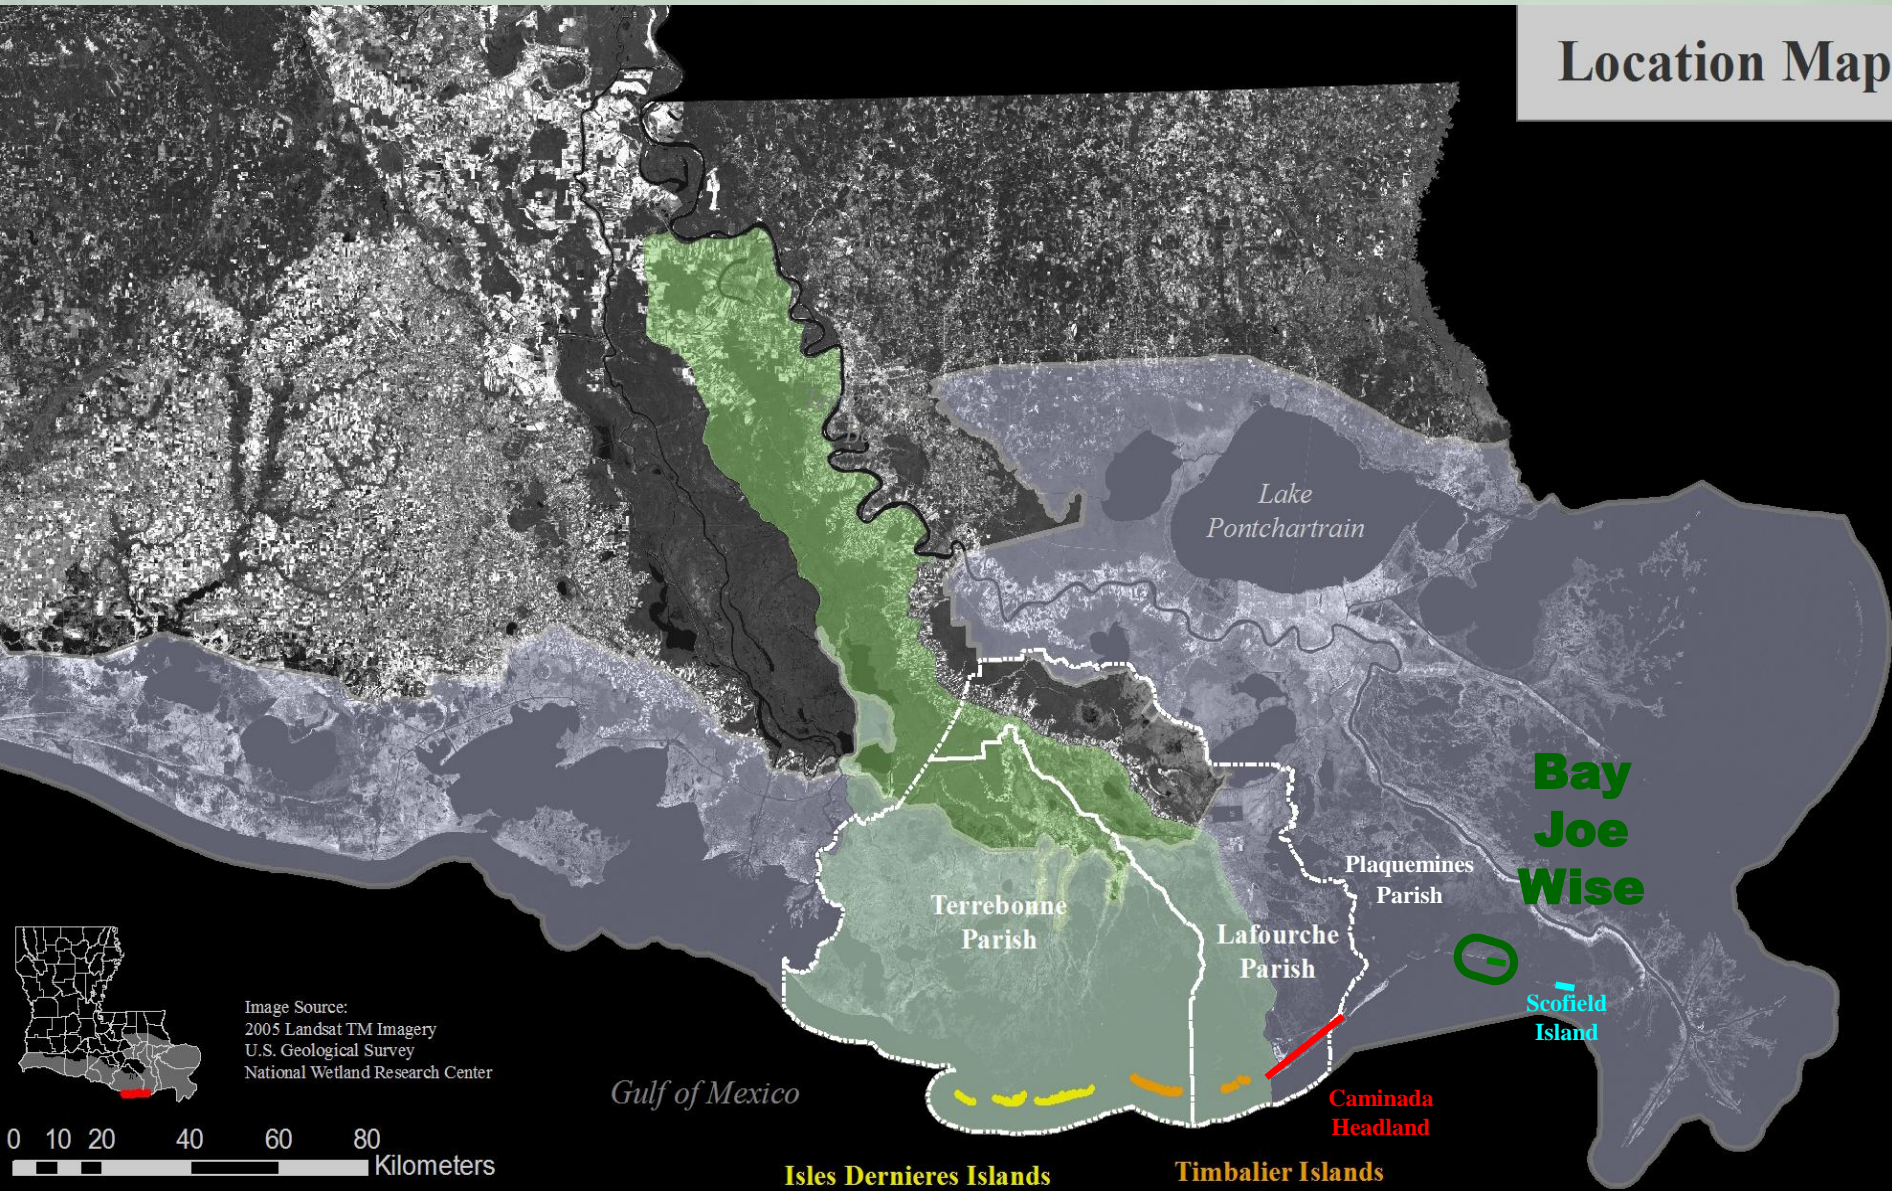 Location Map
Lake
Pontchartrain
Bay
Joe
Wise
Plaquemines
Parish
Terrebonne
Parish
Lafourche
Parish
Scofield
Island
Image Source:
2005 Landsat TM Imagery
U.S. Geological Survey
National Wetland Research Center
Gulf of Mexico
Caminada
Headland
0 10 20 40 60 80
Kilometers
Isles Dernieres Islands
Timbalier Islands